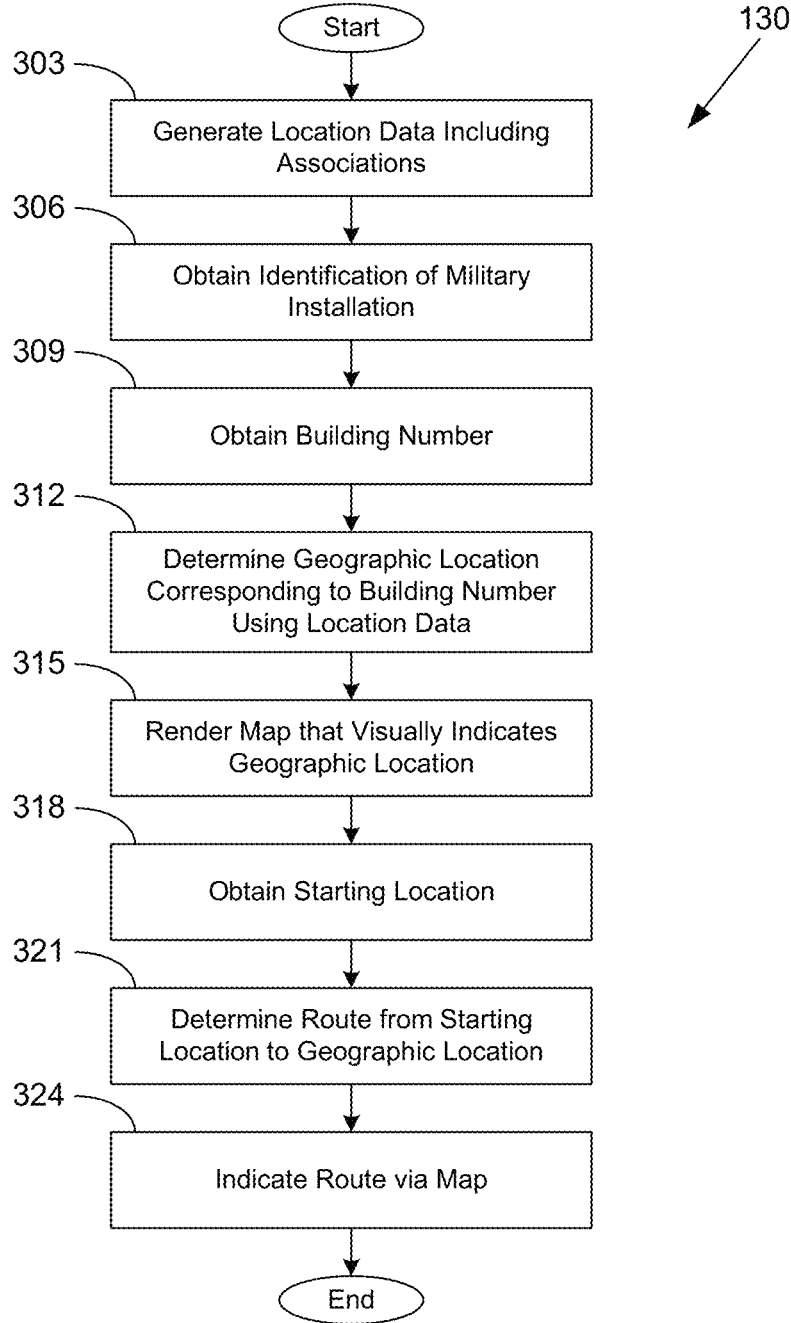 Start
130
303
Generate Location Data Including
Associations
306
Obtain Identification of Military
Installation
309
Obtain Building Number
312
Determine Geographic Location
Corresponding to Building Number
Using Location Data
315
Render Map that Visually Indicates
Geographic Location
318
Obtain Starting Location
321
Determine Route from Starting
Location to Geographic Location
324
Indicate Route via Map
End